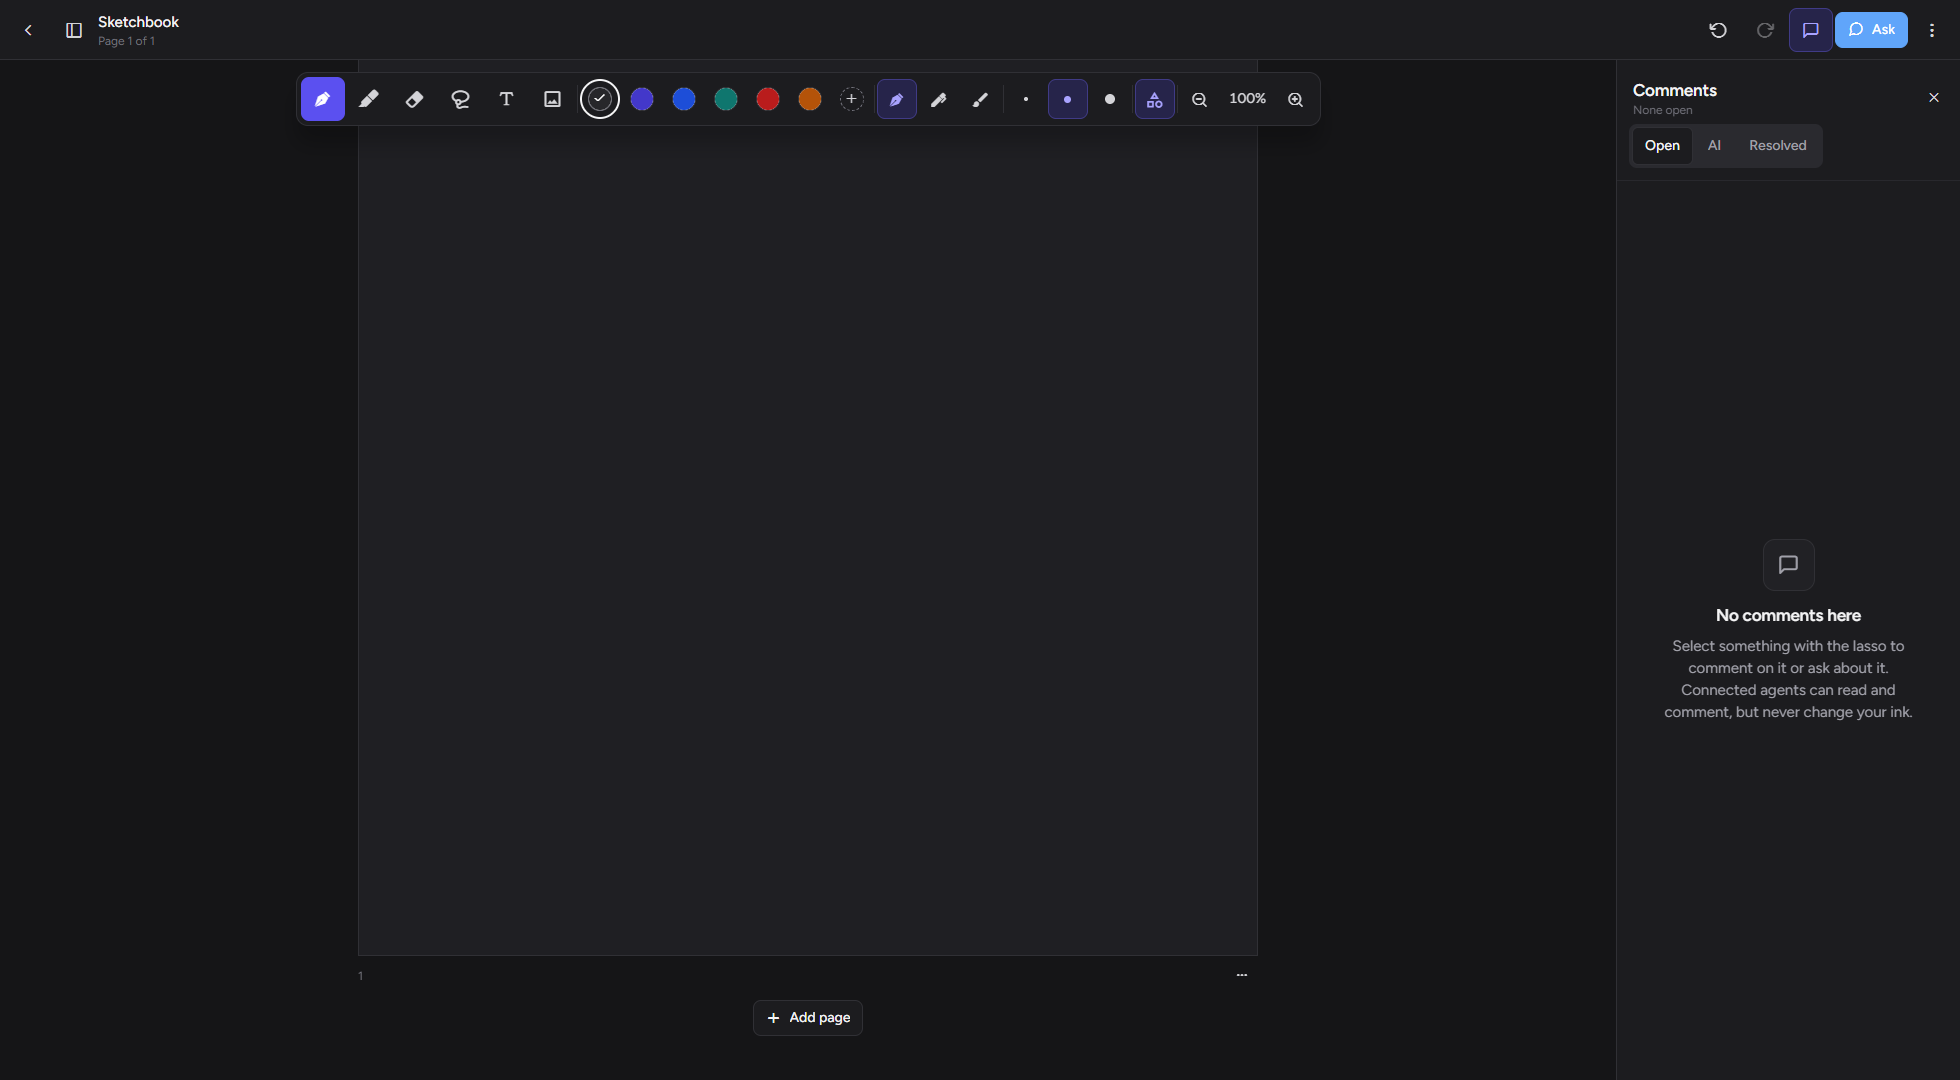 Sketchbook
Page 1 of 1
Ask
T
100%
Comments
None open
Open AI Resolved
No comments here
Select something with the lasso to
comment on it or ask about it.
Connected agents can read and
comment, but never change your ink.
1
Add page